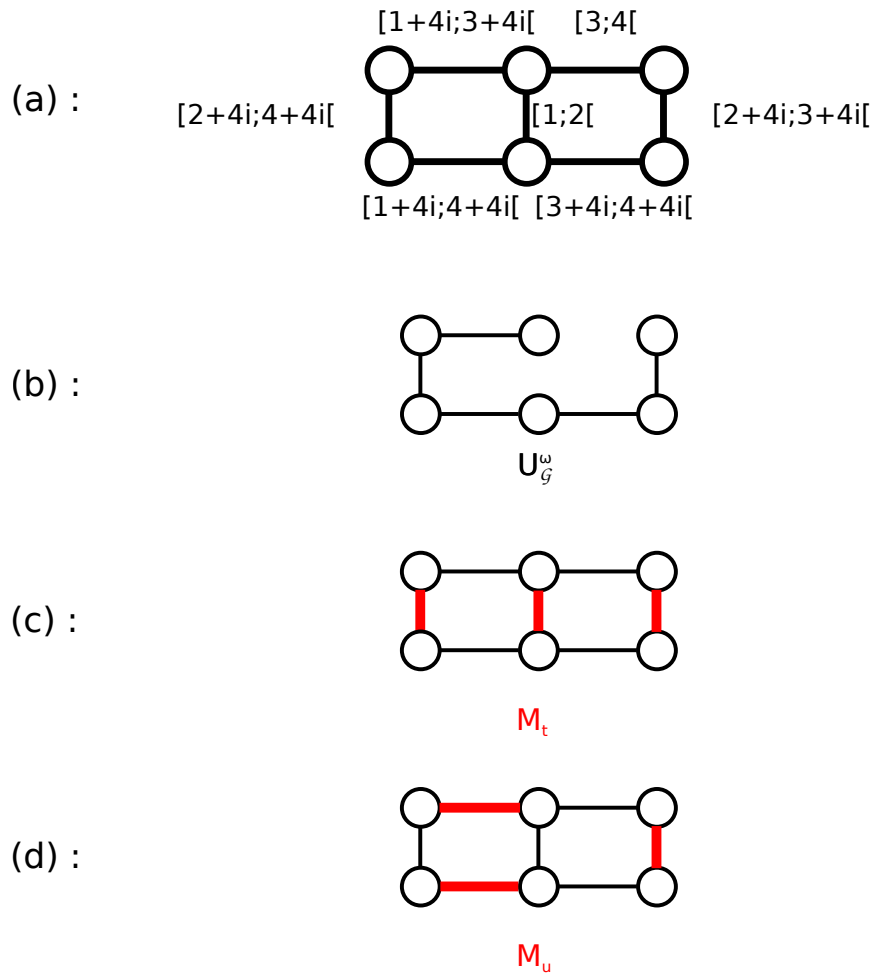 [1+4i;3+4i[ [3;4[
(a) :
[2+4i;4+4i[ [1;2[ [2+4i;3+4i[
[1+4i;4+4i[ [3+4i;4+4i[
(b) :
U^ω_𝒢
(c) :
M_t
(d) :
M_u